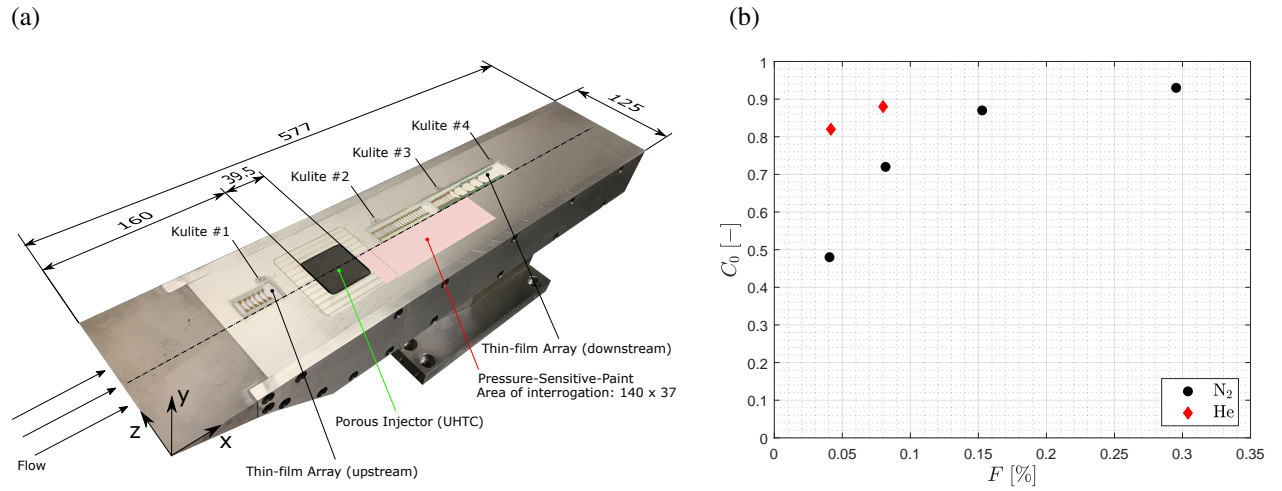 (a)
577
125
Kulite #4
Kulite #3
39.5
Kulite #2
160
Kulite #1
Thin-film Array (downstream)
Pressure-Sensitive-Paint
Area of interrogation: 140 x 37
y
Porous Injector (UHTC)
z
x
Flow
Thin-film Array (upstream)
(b)
1
0.9
0.8
0.7
0.6
0.5
0.4
0.3
0.2
0.1
0
C₀ [−]
N₂
He
0 0.05 0.1 0.15 0.2 0.25 0.3 0.35
F [%]